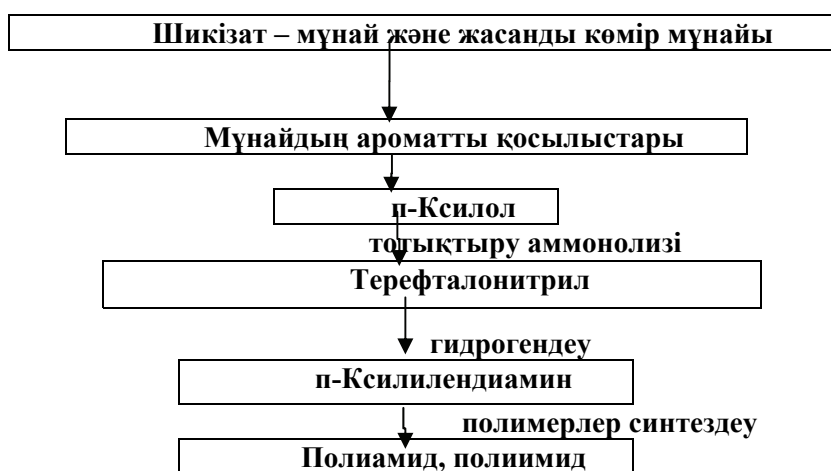 Шикізат – мұнай және жасанды көмір мұнайы
Мұнайдың ароматты қосылыстары
п-Ксилол
тотықтыру аммонолизі
Терефталонитрил
гидрогендеу
п-Ксилилендиамин
полимерлер синтездеу
Полиамид, полиимид